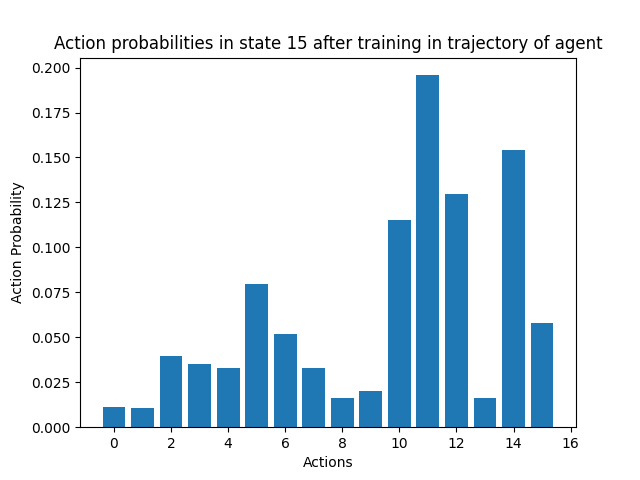 Action probabilities in state 15 after training in trajectory of agent
0.200
0.175
0.150
0.125
0.100
0.075
0.050
0.025
0.000
Action Probability
0 2 4 6 8 10 12 14 16
Actions